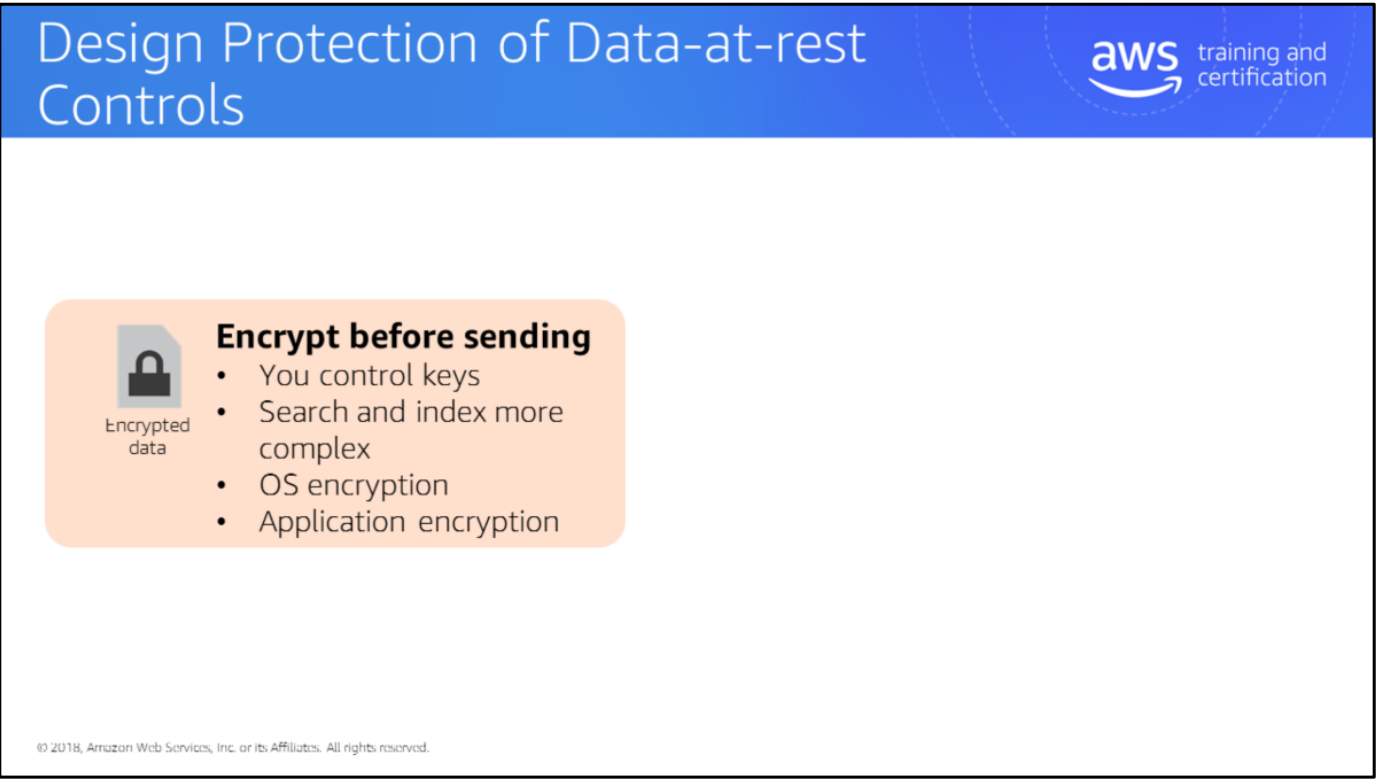 Design Protection of Data-at-rest
Controls
aws training and
certification
Encrypt before sending
• You control keys
• Search and index more
complex
• OS encryption
• Application encryption
Encrypted
data
© 2018, Amazon Web Services, Inc. or its Affiliates. All rights reserved.